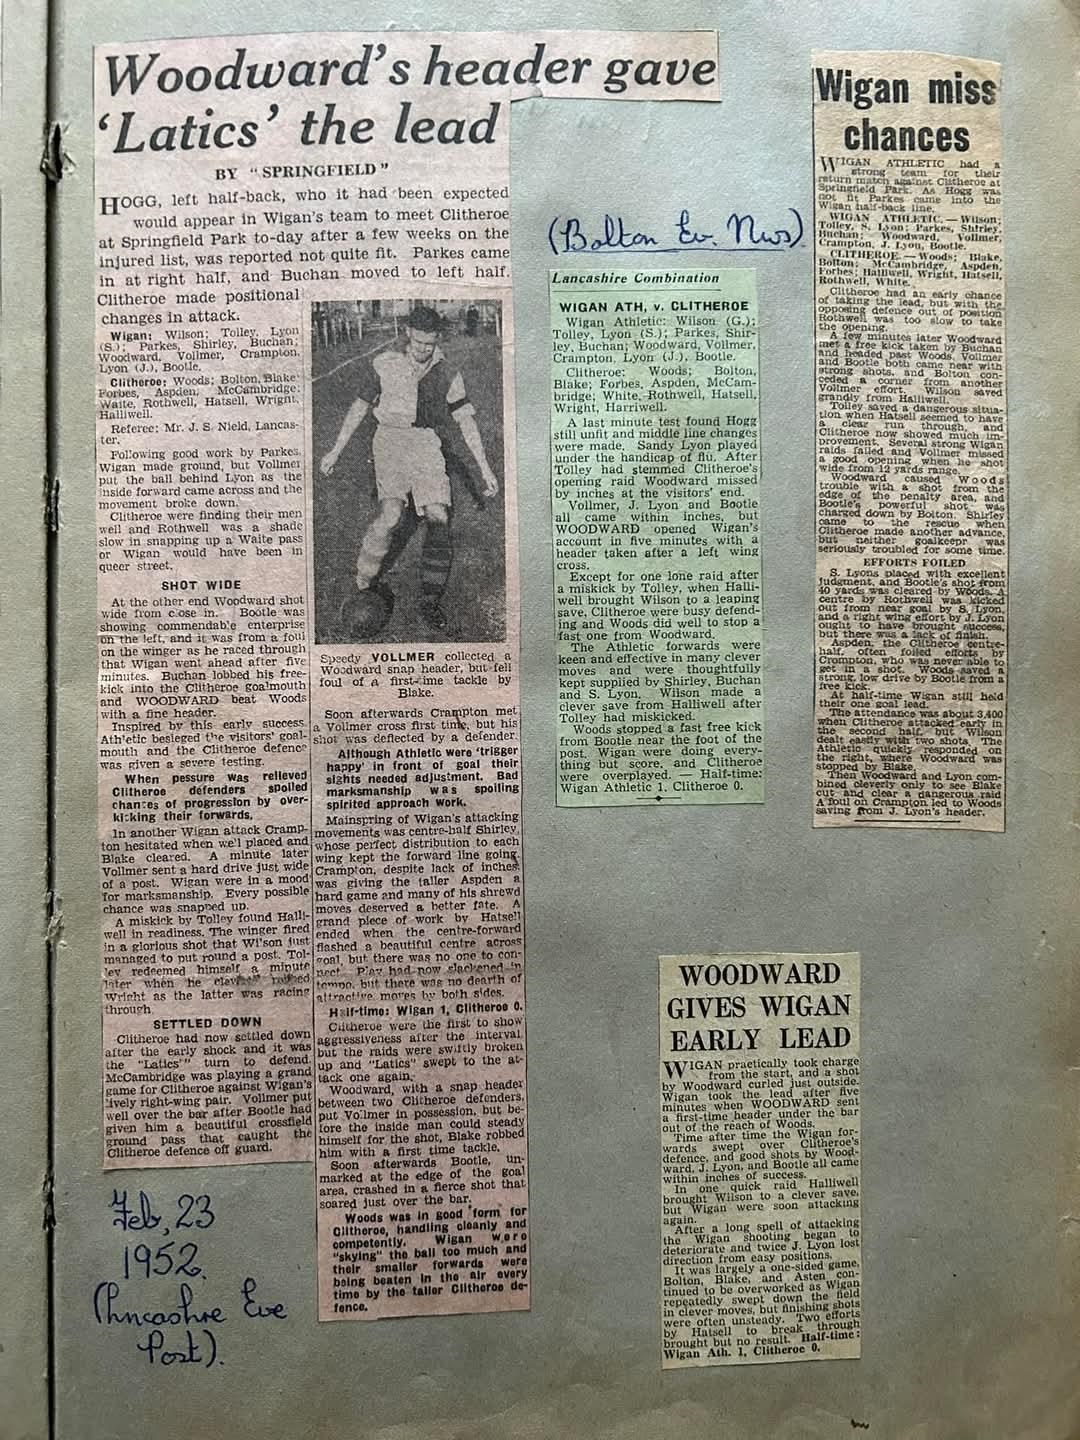 Woodward's header gave
'Latics' the lead
BY "SPRINGFIELD"
HOGG, left half-back, who it had been expected
would appear in Wigan's team to meet Clitheroe
at Springfield Park to-day after a few weeks on the
injured list, was reported not quite fit. Parkes came
in at right half, and Buchan moved to left half.
Clitheroe made positional
changes in attack.
Wigan: Wilson; Tolley, Lyon
(S.); Parkes, Shirley, Buchan;
Woodward, Vollmer, Crampton,
Lyon (J.), Bootle.
Clitheroe: Woods; Bolton, Blake
Forbes, Aspden, McCambridge;
Waite, Rothwell, Hatsell, Wright,
Halliwell.
Referee: Mr. J. S. Nield, Lancas-
ter.
Following good work by Parkes,
Wigan made ground, but Vollmer
put the ball behind Lyon as the
inside forward came across and the
movement broke down.
Clitheroe were finding their men
well and Rothwell was a shade
slow in snapping up a Waite pass
or Wigan would have been in
queer street.
SHOT WIDE
At the other end Woodward shot
wide from close in. Bootle was
showing commendable enterprise
on the left, and it was from a foul
on the winger as he raced through
that Wigan went ahead after five
minutes. Buchan lobbed his free-
kick into the Clitheroe goalmouth
and WOODWARD beat Woods
with a fine header.
Inspired by this early success,
Ath'etic besieged the visitors' goal-
mouth and the Clitheroe defence
was given a severe testing.
When pessure was relieved
Clitheroe defenders spoiled
chances of progression by over-
kicking their forwards.
In another Wigan attack Cramp-
ton hesitated when we'l placed and
Blake cleared. A minute later
Vollmer sent a hard drive just wide
of a post. Wigan were in a mood
for marksmanship. Every possible
chance was snapped up.
A miskick by Tolley found Halli-
well in readiness. The winger fired
in a glorious shot that Wi'son just
managed to put round a post. Tol-
ley redeemed himself a minute
later when he
Wright as the latter was racing
through.
SETTLED DOWN
Clitheroe had now settled down
after the early shock and it was
the "Latics'" turn to defend.
McCambridge was playing a grand
game for Clitheroe against Wigan's
lively right-wing pair. Vollmer put
well over the bar after Bootle had
given him a beautiful crossfield
ground pass that caught the
Clitheroe defence off guard.
Speedy VOLLMER collected a
Woodward snap header, but fell
foul of a first-time tackle by
Blake.
Soon afterwards Crampton met
a Vollmer cross first time, but his
shot was deflected by a defender.
Although Athletic were 'trigger
happy' in front of goal their
sights needed adjustment. Bad
marksmanship was spoiling
spirited approach work.
Mainspring of Wigan's attacking
movements was centre-half Shirley,
whose perfect distribution to each
wing kept the forward line going.
Crampton, despite lack of inches,
was giving the taller Aspden a
hard game and many of his shrewd
moves deserved a better fate. A
grand piece of work by Hatsell
ended when the centre-forward
flashed a beautiful centre across
goal, but there was no one to con-
nect. Play had now slackened in
tempo, but there was no dearth of
attractive moves by both sides.
Half-time: Wigan 1, Clitheroe 0.
Clitheroe were the first to show
aggressiveness after the interval
but the raids were swiftly broken
up and "Latics" swept to the at-
tack one again.
Woodward, with a snap header
between two Clitheroe defenders,
put Vo'lmer in possession, but be-
fore the inside man could steady
himself for the shot, Blake robbed
him with a first time tackle.
Soon afterwards Bootle, un-
marked at the edge of the goal
area, crashed in a fierce shot that
soared just over the bar.
Woods was in good form for
Clitheroe, handling cleanly and
competently. Wigan were
"skying" the ball too much and
their smaller forwards were
being beaten in the air every
time by the taller Clitheroe de-
fence.
Feb, 23
1952.
(Lancashire Eve
Post).
(Bolton Ev. Nws).
Lancashire Combination
WIGAN ATH, v. CLITHEROE
Wigan Athletic: Wilson (G.);
Tolley, Lyon (S.); Parkes, Shir-
ley, Buchan; Woodward, Vollmer,
Crampton, Lyon (J.), Bootle.
Clitheroe: Woods; Bolton,
Blake; Forbes, Aspden, McCam-
bridge; White, Rothwell, Hatsell,
Wright, Harriwell.
A last minute test found Hogg
still unfit and middle line changes
were made. Sandy Lyon played
under the handicap of flu. After
Tolley had stemmed Clitheroe's
opening raid Woodward missed
by inches at the visitors' end.
Vollmer, J. Lyon and Bootle
all came within inches, but
WOODWARD opened Wigan's
account in five minutes with a
header taken after a left wing
cross.
Except for one lone raid after
a miskick by Tolley, when Halli-
well brought Wilson to a leaping
save, Clitheroe were busy defend-
ing and Woods did well to stop a
fast one from Woodward.
The Athletic forwards were
keen and effective in many clever
moves and were thoughtfully
kept supplied by Shirley, Buchan
and S. Lyon. Wilson made a
clever save from Halliwell after
Tolley had miskicked.
Woods stopped a fast free kick
from Bootle near the foot of the
post. Wigan were doing every-
thing but score, and Clitheroe
were overplayed. — Half-time:
Wigan Athletic 1, Clitheroe 0.
Wigan miss
chances
WIGAN ATHLETIC had a
strong team for their
return match against Clitheroe at
Springfield Park. As Hogg was
not fit Parkes came into the
Wigan half-back line.
WIGAN ATHLETIC.—Wilson;
Tolley, S. Lyon; Parkes, Shirley,
Buchan; Woodward, Vollmer,
Crampton, J. Lyon, Bootle.
CLITHEROE.—Woods; Blake,
Bolton; McCambridge, Aspden,
Forbes; Halliwell, Wright, Hatsell,
Rothwell, White.
Clitheroe had an early chance
of taking the lead, but with the
opposing defence out of position
Rothwell was too slow to take
the opening.
A few minutes later Woodward
met a free kick taken by Buchan
and headed past Woods. Vollmer
and Bootle both came near with
strong shots, and Bolton con-
ceded a corner from another
Vollmer effort. Wilson saved
grandly from Halliwell.
Tolley saved a dangerous situa-
tion when Hatsell seemed to have
a clear run through, and
Clitheroe now showed much im-
provement. Several strong Wigan
raids failed and Vollmer missed
a good opening when he shot
wide from 12 yards range.
Woodward caused Woods
trouble with a shot from the
edge of the penalty area, and
Bootle's powerful shot was
charged down by Bolton. Shirley
came to the rescue when
Clitheroe made another advance,
but neither goalkeepr was
seriously troubled for some time.
EFFORTS FOILED
S. Lyons placed with excellent
judgment, and Bootle's shot from
40 yards was cleared by Woods. A
centre by Rothwell was kicked
out from near goal by S. Lyon,
and a right wing effort by J. Lyon
ought to have brought success,
but there was a lack of finish.
Aspden, the Clitheroe centre-
half, often foiled efforts by
Crompton, who was never able to
get in a shot. Woods saved a
strong, low drive by Bootle from a
free kick.
At half-time Wigan still held
their one goal lead.
The attendance was about 3,400
when Clitheroe attacked early in
the second half, but Wilson
dealt easily with two shots. The
Athletic quickly responded on
the right, where Woodward was
stopped by Blake.
Then Woodward and Lyon com-
bined cleverly only to see Blake
cut and clear a dangerous raid
A foul on Crampton led to Woods
saving from J. Lyon's header.
WOODWARD
GIVES WIGAN
EARLY LEAD
WIGAN practically took charge
from the start, and a shot
by Woodward curled just outside.
Wigan took the lead after five
minutes when WOODWARD sent
a first-time header under the bar
out of the reach of Woods.
Time after time the Wigan for-
wards swept over Clitheroe's
defence, and good shots by Wood-
ward, J. Lyon, and Bootle all came
within inches of success.
In one quick raid Halliwell
brought Wilson to a clever save,
but Wigan were soon attacking
again.
After a long spell of attacking
the Wigan shooting began to
deteriorate and twice J. Lyon lost
direction from easy positions.
It was largely a one-sided game,
Bolton, Blake, and Asten con-
tinued to be overworked as Wigan
repeatedly swept down the field
in clever moves, but finishing shots
were often unsteady. Two efforts
by Hatsell to break through
brought but no result. Half-time:
Wigan Ath. 1, Clitheroe 0.